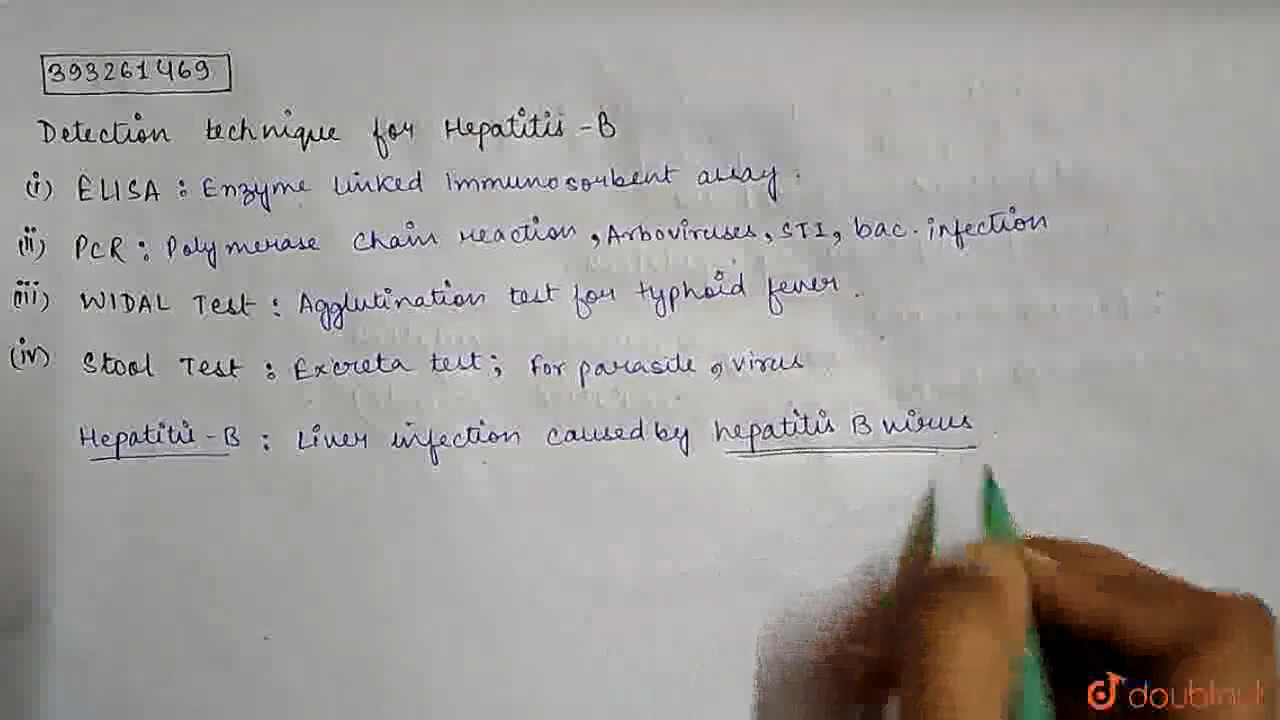 393261469
Detection technique for Hepatitis-B
(i) ELISA : Enzyme linked Immunosorbent array.
(ii) PCR : Polymerase chain reaction, Arboviruses, STI, bac. infection
(iii) WIDAL Test : Agglutination test for typhoid fever.
(iv) Stool Test : Excreta test; for parasite, virus
Hepatitis-B : Liver infection caused by hepatitis B virus
doubtnut